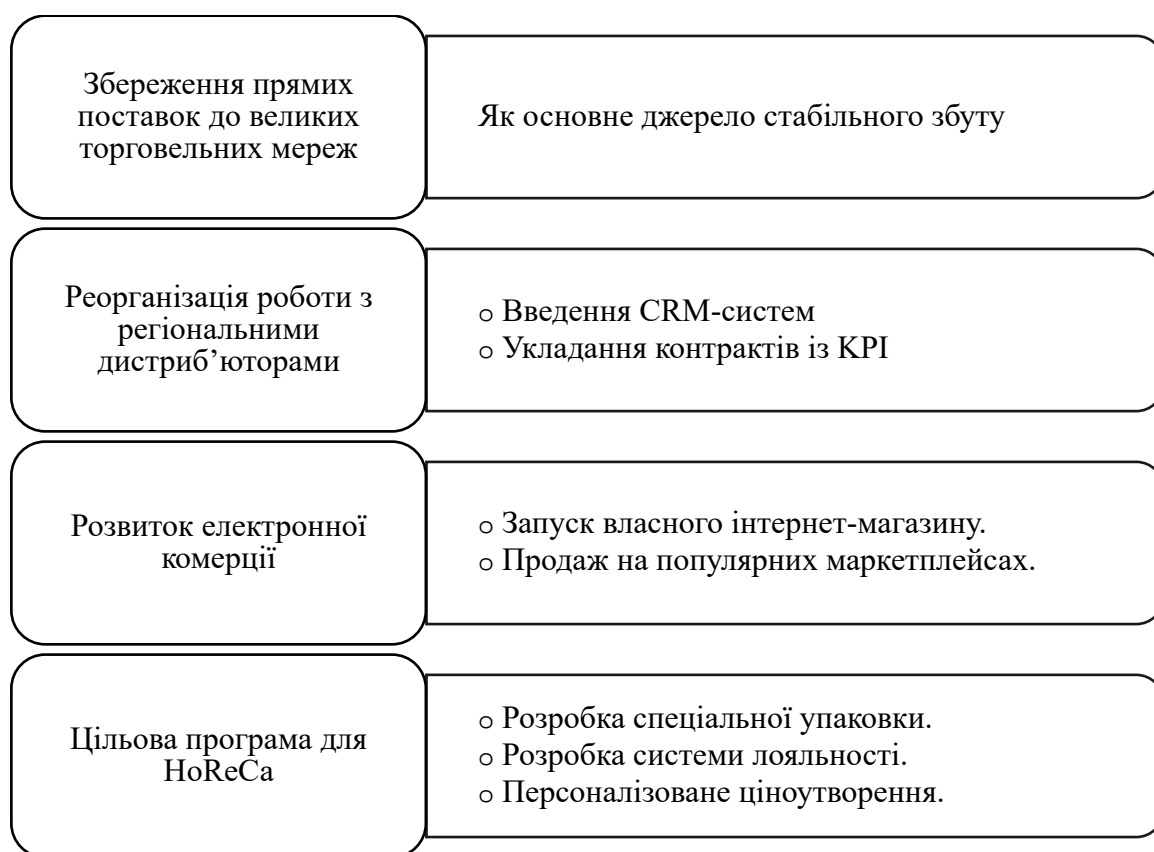 Збереження прямих
поставок до великих
торговельних мереж
Як основне джерело стабільного збуту
Реорганізація роботи з
регіональними
дистриб’юторами
o Введення CRM-систем
o Укладання контрактів із KPI
Розвиток електронної
комерції
o Запуск власного інтернет-магазину.
o Продаж на популярних маркетплейсах.
Цільова програма для
HoReCa
o Розробка спеціальної упаковки.
o Розробка системи лояльності.
o Персоналізоване ціноутворення.